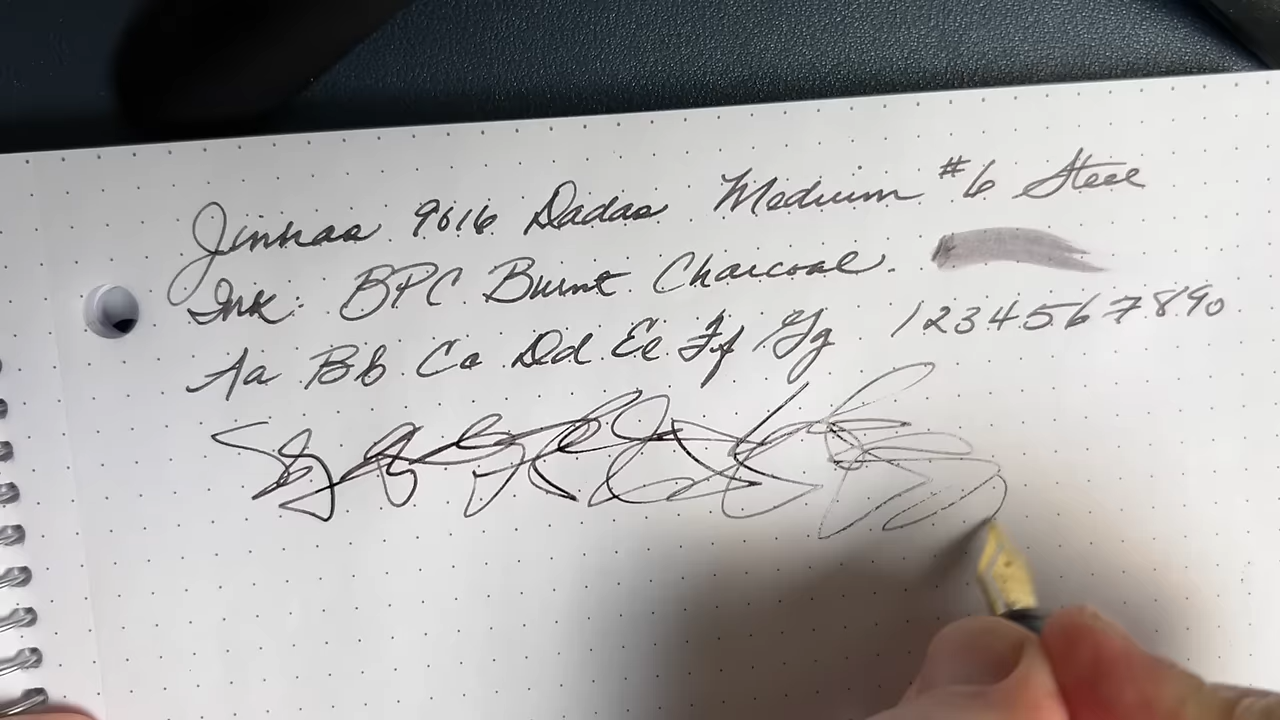 Jinhao 9016 Dadao Medium #6 Steel
Ink: BPC Burnt Charcoal.
Aa Bb Cc Dd Ee Ff Gg 1234567890